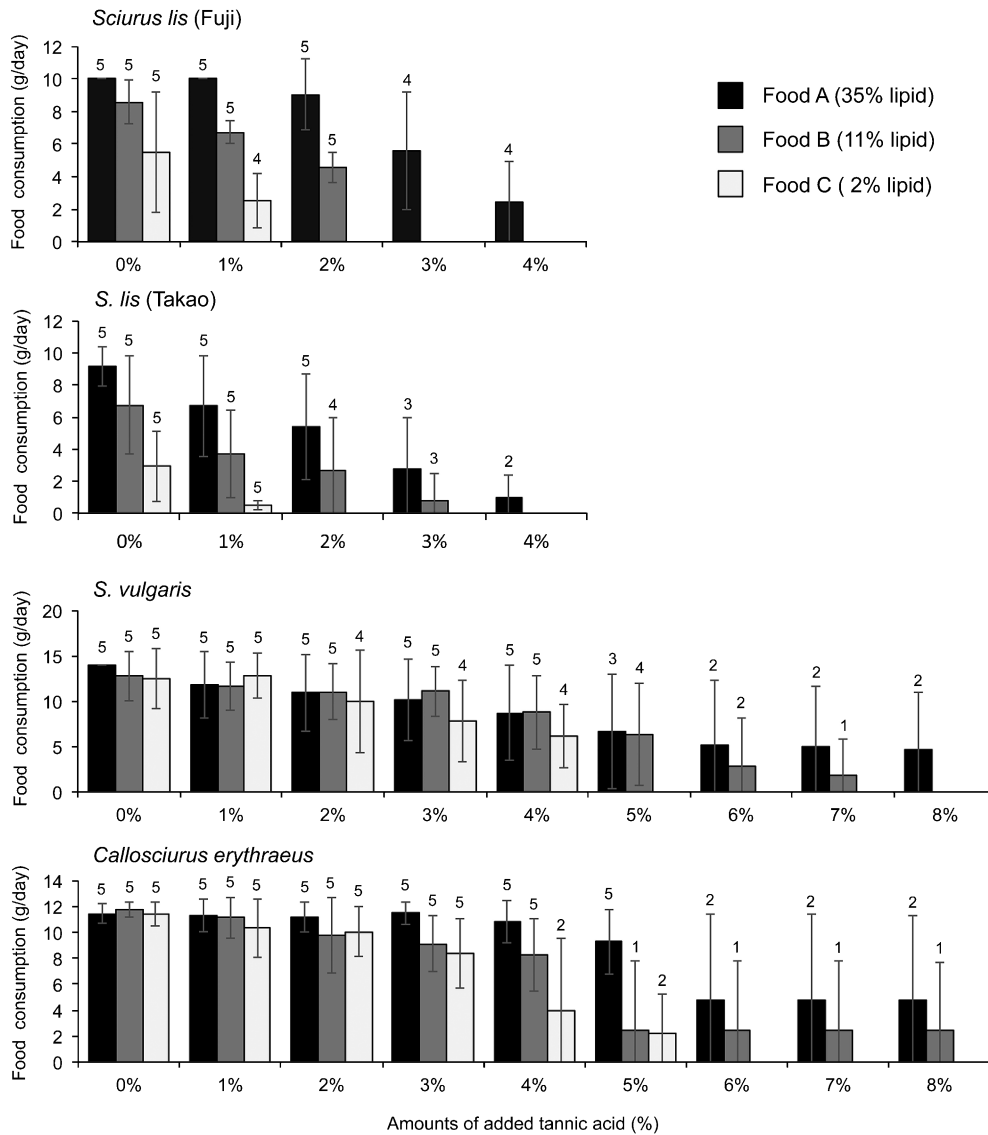 Sciurus lis (Fuji)
Food consumption (g/day)
12
10
8
6
4
2
0
5 5 5 5 5 4 5 5 4 4
0% 1% 2% 3% 4%
Food A (35% lipid)
Food B (11% lipid)
Food C ( 2% lipid)
S. lis (Takao)
Food consumption (g/day)
12
10
8
6
4
2
0
5 5 5 5 5 5 5 4 3 3 2
0% 1% 2% 3% 4%
S. vulgaris
Food consumption (g/day)
20
15
10
5
0
5 5 5 5 5 5 5 5 4 5 5 4 5 5 4 3 4 2 2 2 1 2
0% 1% 2% 3% 4% 5% 6% 7% 8%
Callosciurus erythraeus
Food consumption (g/day)
14
12
10
8
6
4
2
0
5 5 5 5 5 5 5 5 5 5 5 5 5 5 2 5 1 2 2 1 2 1 2 1
0% 1% 2% 3% 4% 5% 6% 7% 8%
Amounts of added tannic acid (%)